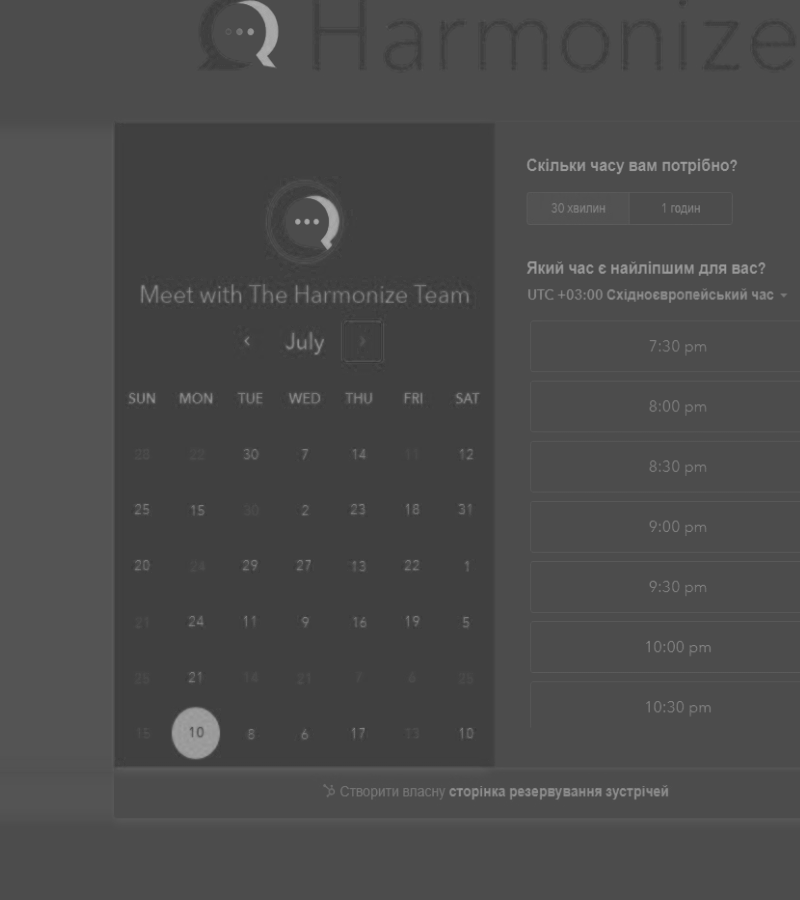 Harmonize
Meet with The Harmonize Team
July
SUN MON TUE WED THU FRI SAT
28 22 30 7 14 11 12
25 15 30 2 23 18 31
20 24 29 27 13 22 1
21 24 11 9 16 19 5
25 21 14 21 7 6 25
15 10 8 6 17 13 10
Скільки часу вам потрібно?
30 хвилин 1 годин
Який час є найліпшим для вас?
UTC +03:00 Східноєвропейський час
7:30 pm
8:00 pm
8:30 pm
9:00 pm
9:30 pm
10:00 pm
10:30 pm
Створити власну сторінка резервування зустрічей